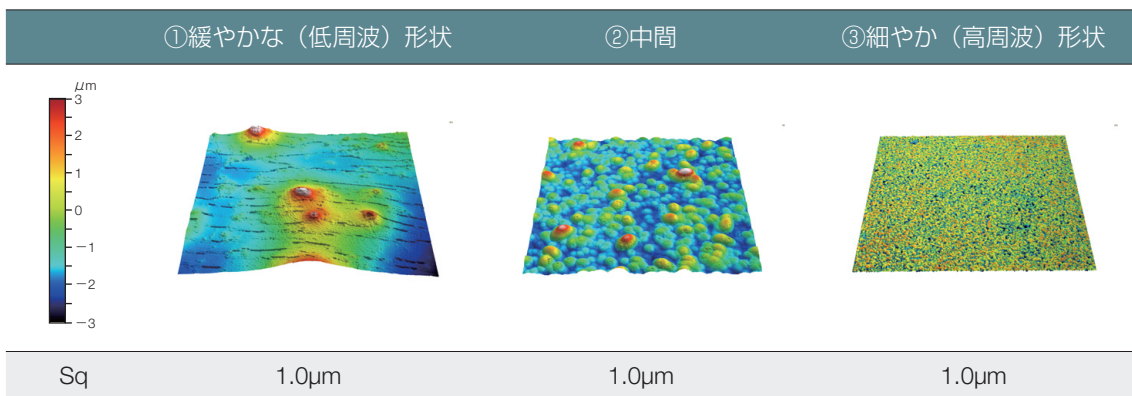 ①緩やかな（低周波）形状
②中間
③細やか（高周波）形状
μm
3
2
1
0
−1
−2
−3
Sq
1.0μm
1.0μm
1.0μm